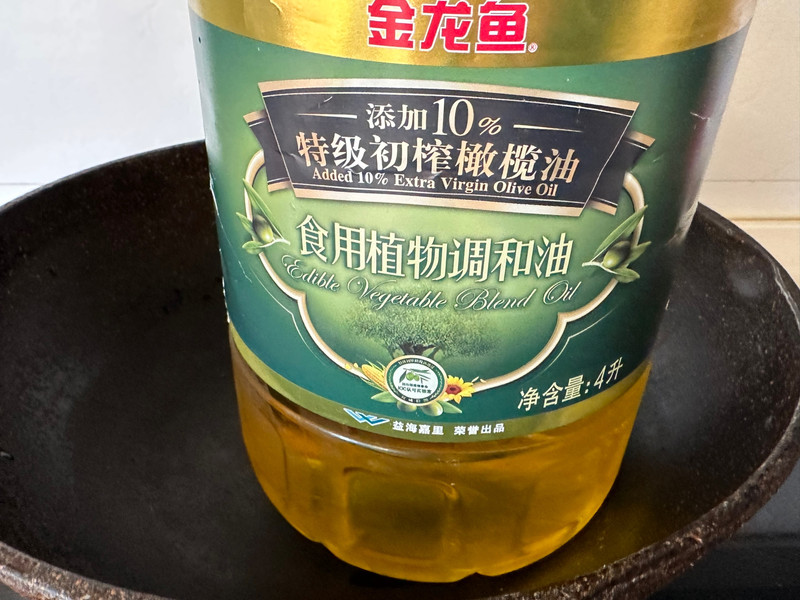 金龙鱼®
添加10%
特级初榨橄榄油
Added 10% Extra Virgin Olive Oil
食用植物调和油
Edible Vegetable Blend Oil
净含量:4升
益海嘉里 荣誉出品